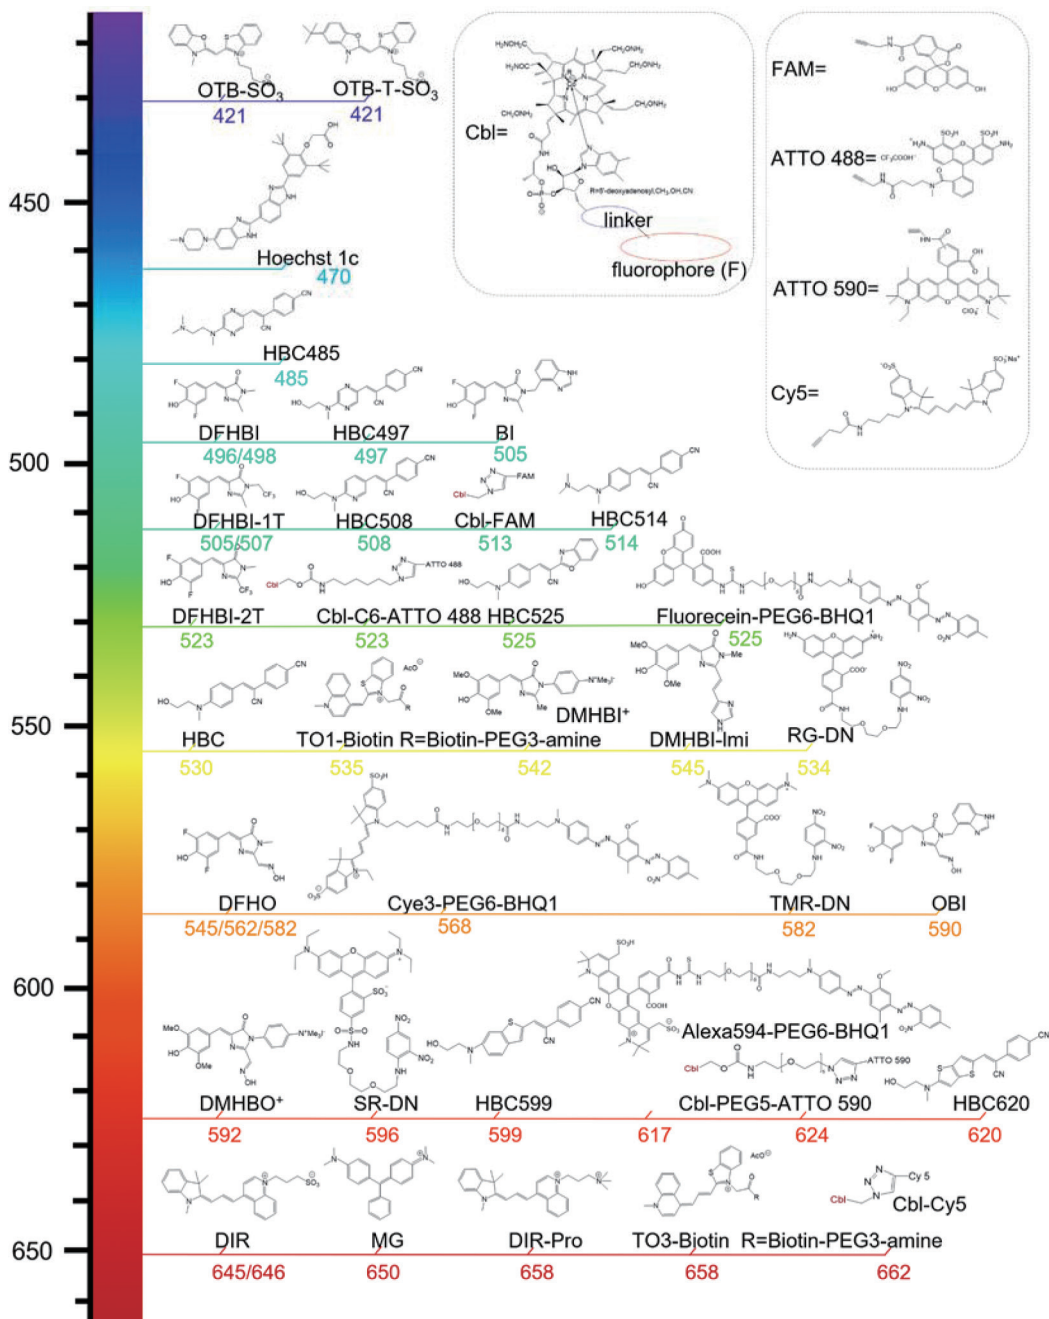 OTB-SO3
OTB-T-SO3
421
421
Cbl=
R=5'-deoxyadenosyl,CH3,OH,CN
linker
fluorophore (F)
FAM=
ATTO 488=
CF3COOH-
ATTO 590=
Cy5=
450
Hoechst 1c
470
HBC485
485
DFHBI
HBC497
BI
496/498
497
505
500
DFHBI-1T
HBC508
Cbl-FAM
HBC514
505/507
508
513
514
DFHBI-2T
Cbl-C6-ATTO 488
HBC525
Fluorecein-PEG6-BHQ1
523
523
525
525
550
HBC
TO1-Biotin R=Biotin-PEG3-amine
DMHBI+
DMHBI-Imi
RG-DN
530
535
542
545
534
DFHO
Cye3-PEG6-BHQ1
TMR-DN
OBI
545/562/582
568
582
590
600
Alexa594-PEG6-BHQ1
DMHBO+
SR-DN
HBC599
Cbl-PEG5-ATTO 590
HBC620
592
596
599
617
624
620
Cbl-Cy5
DIR
MG
DIR-Pro
TO3-Biotin R=Biotin-PEG3-amine
650
645/646
650
658
658
662